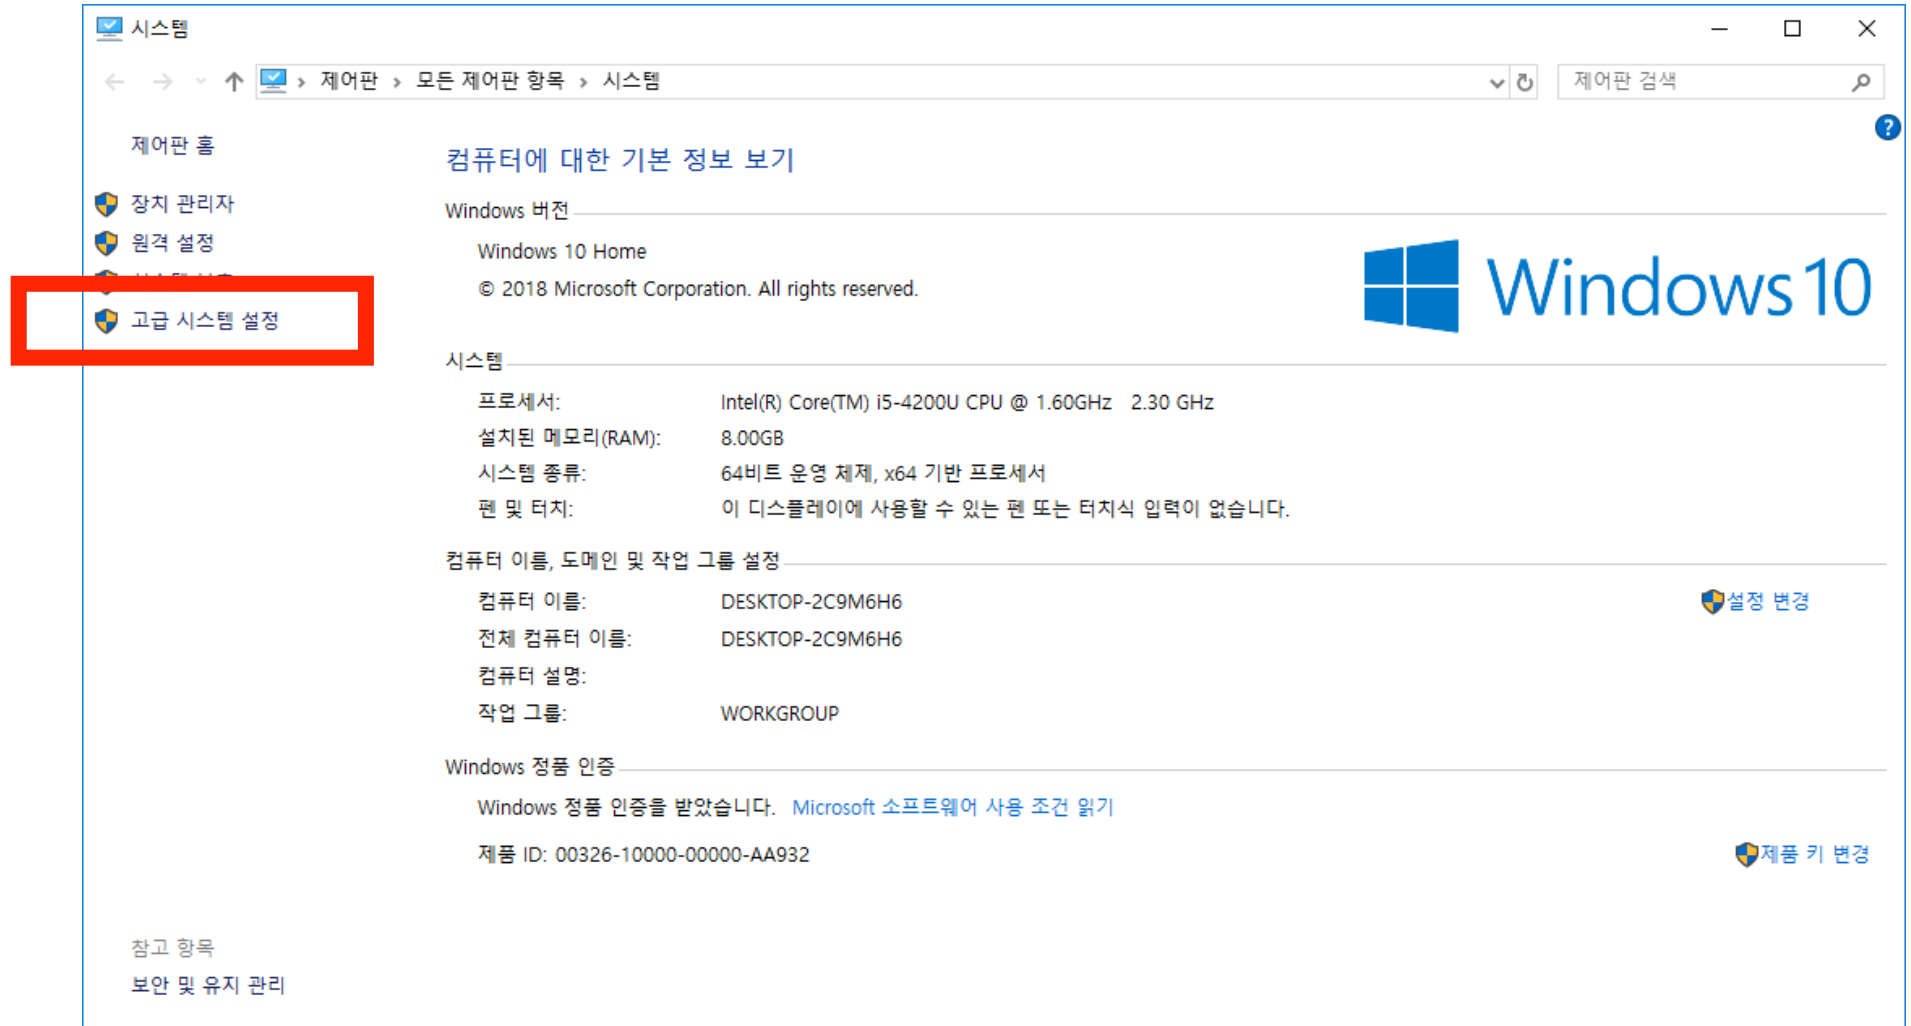 시스템
제어판 › 모든 제어판 항목 › 시스템
제어판 검색
제어판 홈
장치 관리자
원격 설정
고급 시스템 설정
컴퓨터에 대한 기본 정보 보기
Windows 버전
Windows 10 Home
© 2018 Microsoft Corporation. All rights reserved.
Windows 10
시스템
프로세서: Intel(R) Core(TM) i5-4200U CPU @ 1.60GHz 2.30 GHz
설치된 메모리(RAM): 8.00GB
시스템 종류: 64비트 운영 체제, x64 기반 프로세서
펜 및 터치: 이 디스플레이에 사용할 수 있는 펜 또는 터치식 입력이 없습니다.
컴퓨터 이름, 도메인 및 작업 그룹 설정
컴퓨터 이름: DESKTOP-2C9M6H6 설정 변경
전체 컴퓨터 이름: DESKTOP-2C9M6H6
컴퓨터 설명:
작업 그룹: WORKGROUP
Windows 정품 인증
Windows 정품 인증을 받았습니다. Microsoft 소프트웨어 사용 조건 읽기
제품 ID: 00326-10000-00000-AA932 제품 키 변경
참고 항목
보안 및 유지 관리